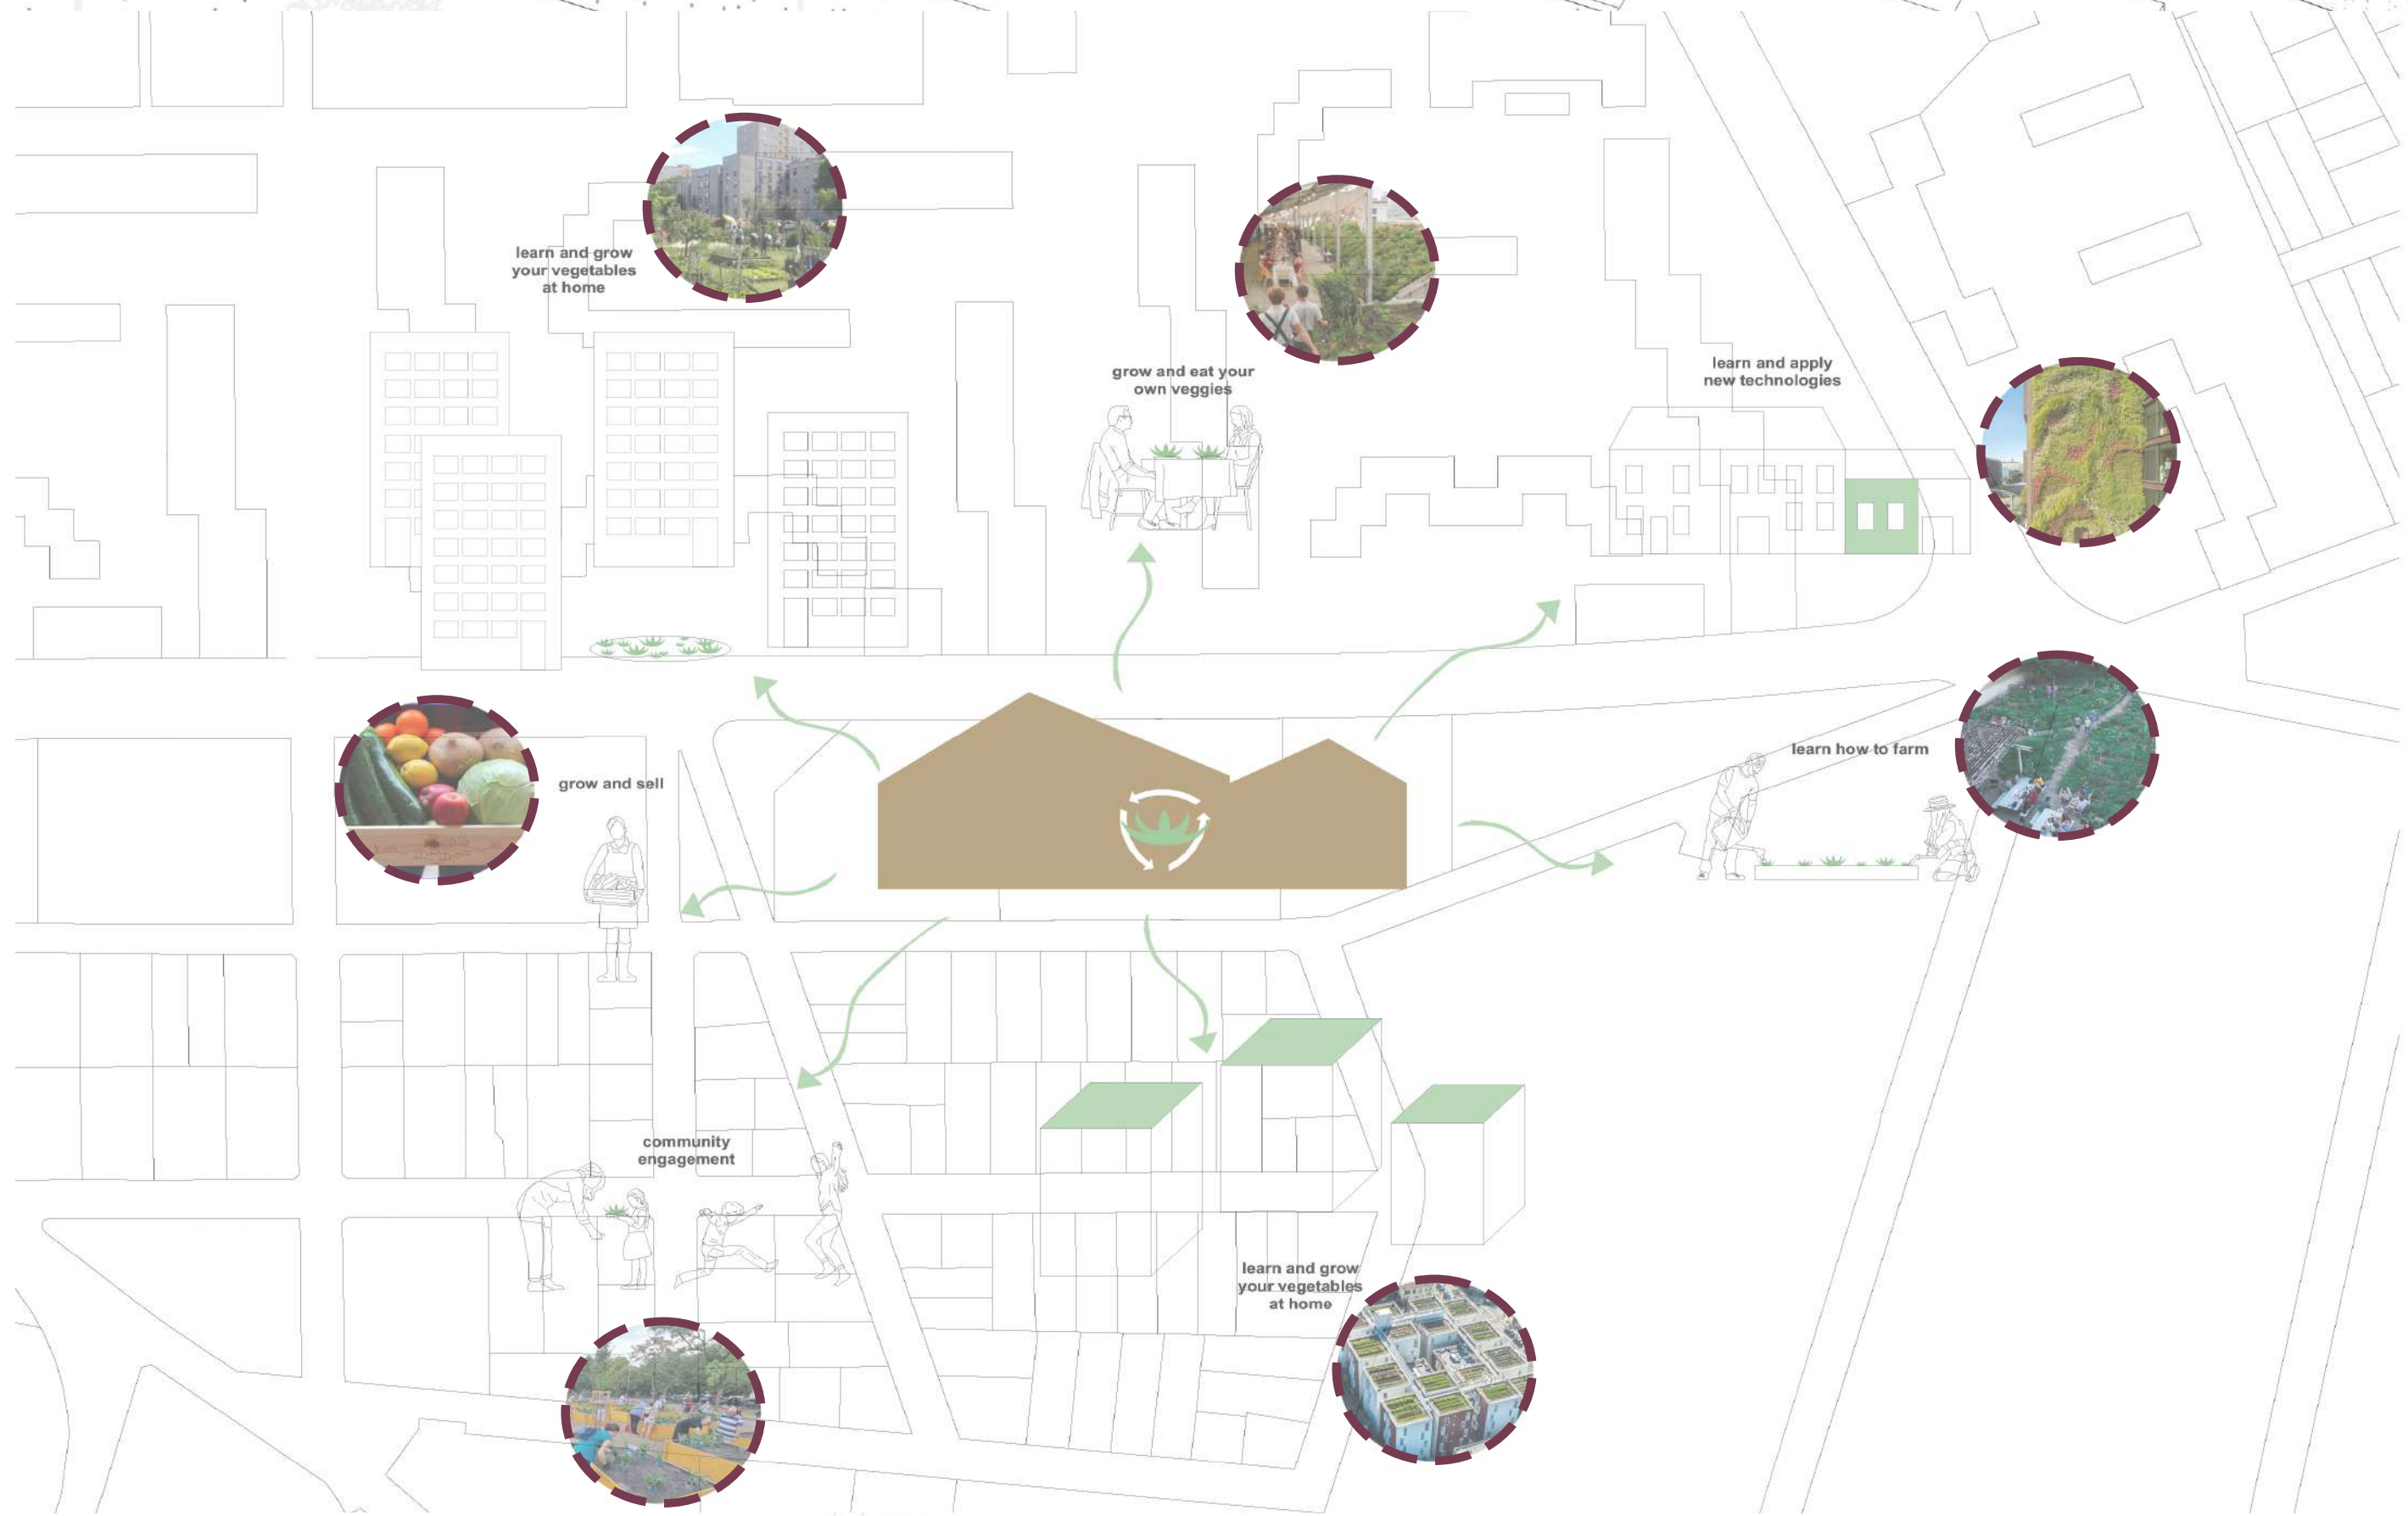 learn and grow
your vegetables
at home
grow and eat your
own veggies
learn and apply
new technologies
grow and sell
learn how to farm
community
engagement
learn and grow
your vegetables
at home